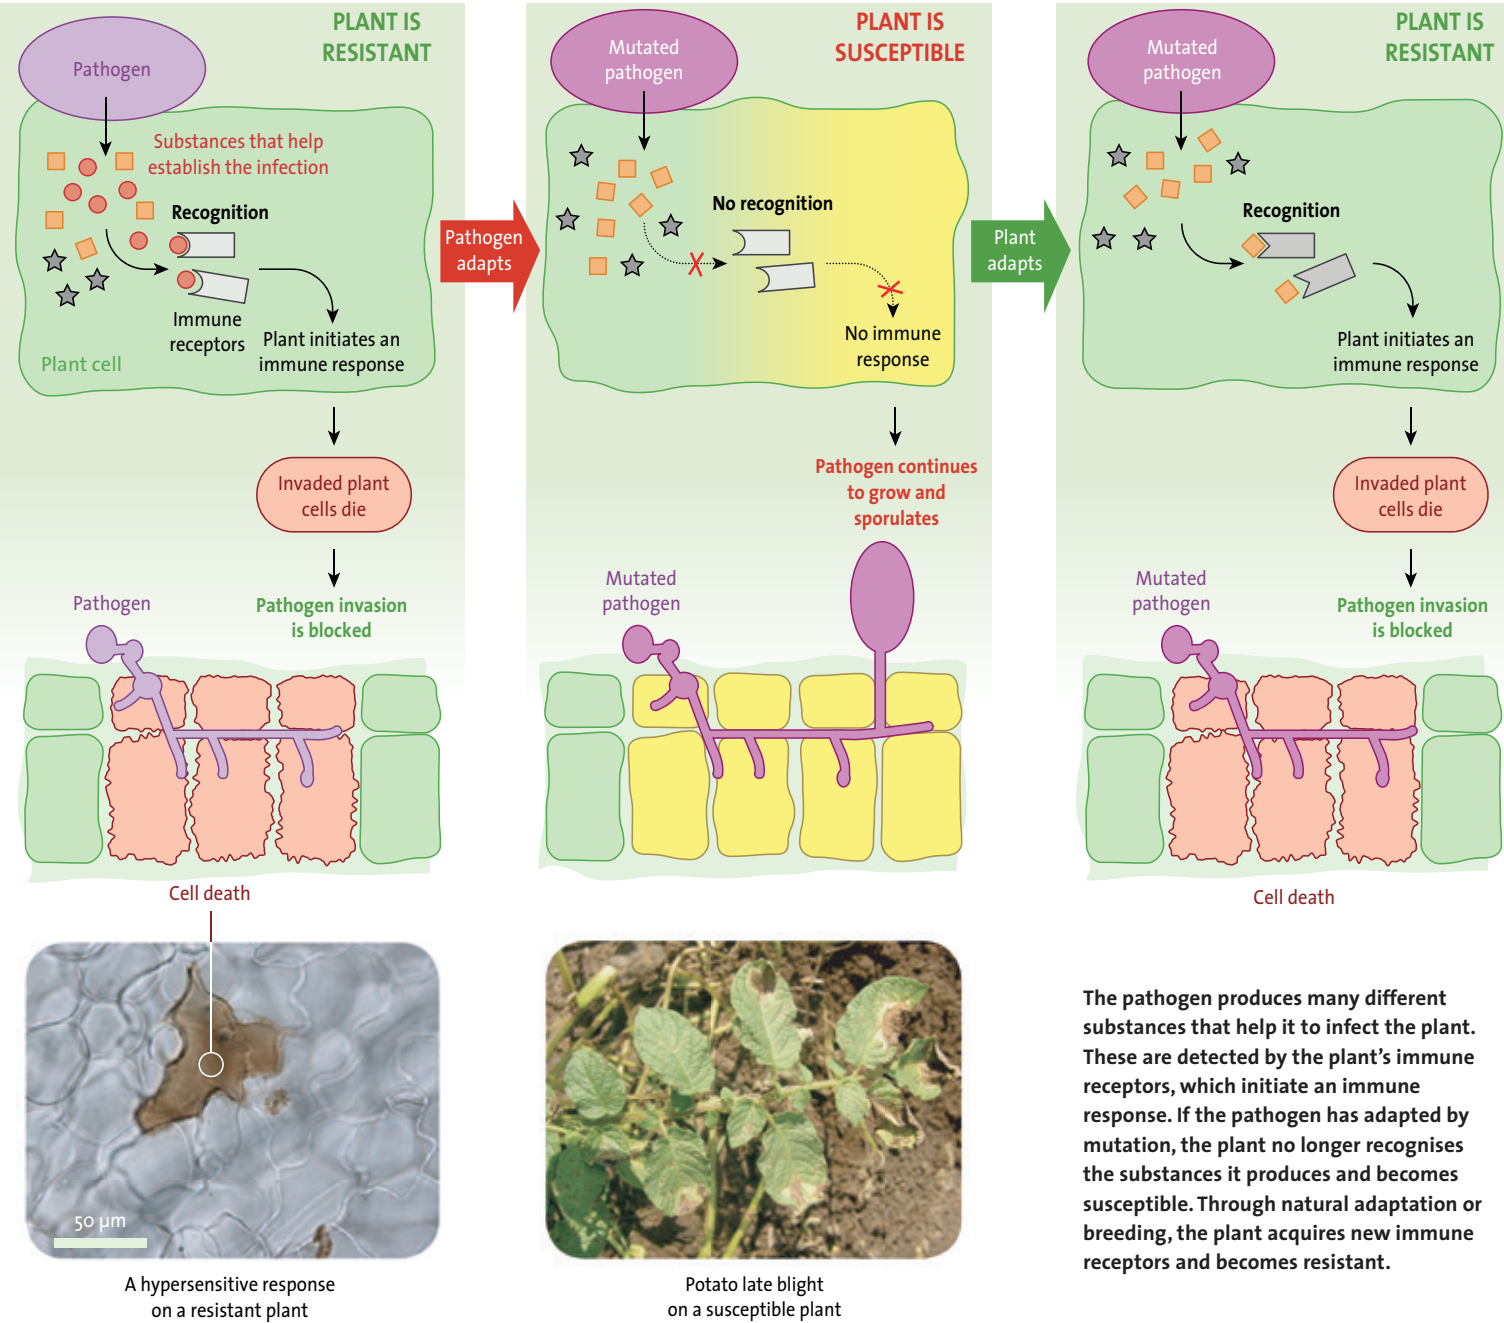 PLANT IS
RESISTANT
Pathogen
Substances that help
establish the infection
Recognition
Immune
receptors
Plant initiates an
immune response
Plant cell
Invaded plant
cells die
Pathogen invasion
is blocked
Pathogen
Cell death
50 µm
A hypersensitive response
on a resistant plant
Pathogen
adapts
PLANT IS
SUSCEPTIBLE
Mutated
pathogen
No recognition
No immune
response
Pathogen continues
to grow and
sporulates
Mutated
pathogen
Potato late blight
on a susceptible plant
Plant
adapts
PLANT IS
RESISTANT
Mutated
pathogen
Recognition
Plant initiates an
immune response
Invaded plant
cells die
Pathogen invasion
is blocked
Mutated
pathogen
Cell death
The pathogen produces many different
substances that help it to infect the plant.
These are detected by the plant’s immune
receptors, which initiate an immune
response. If the pathogen has adapted by
mutation, the plant no longer recognises
the substances it produces and becomes
susceptible. Through natural adaptation or
breeding, the plant acquires new immune
receptors and becomes resistant.